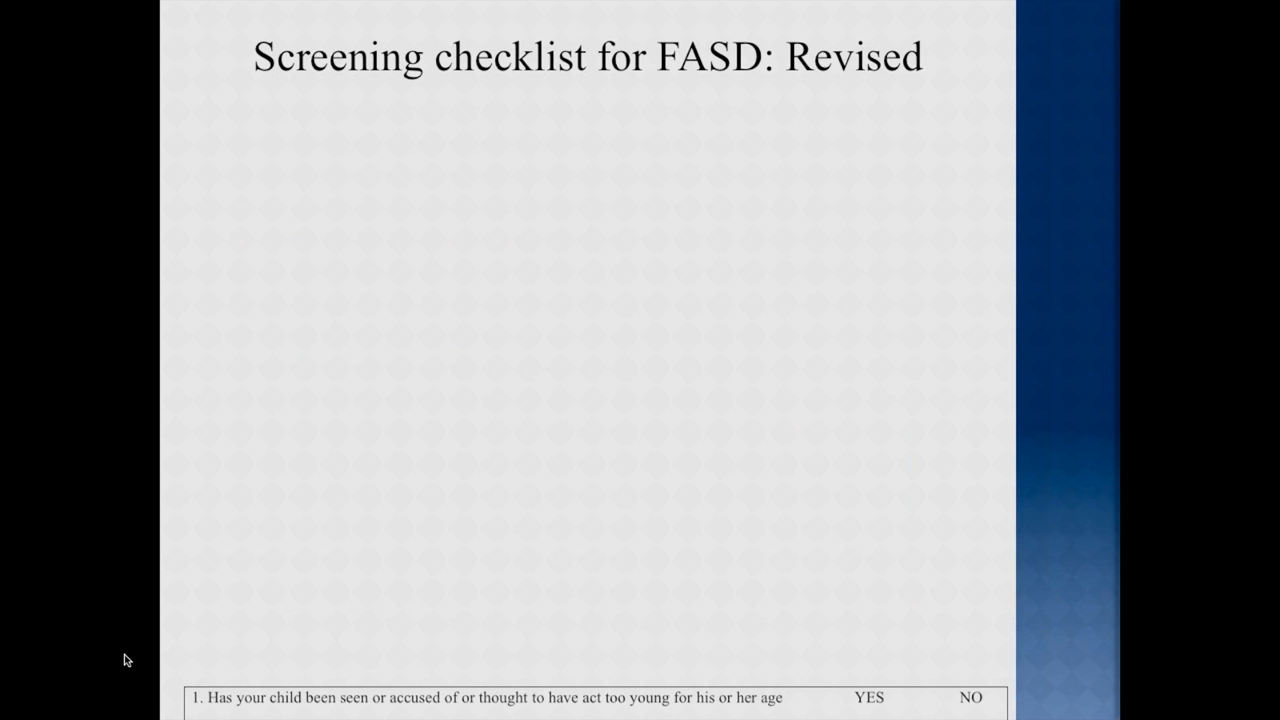 Screening checklist for FASD: Revised
1. Has your child been seen or accused of or thought to have act too young for his or her age YES NO